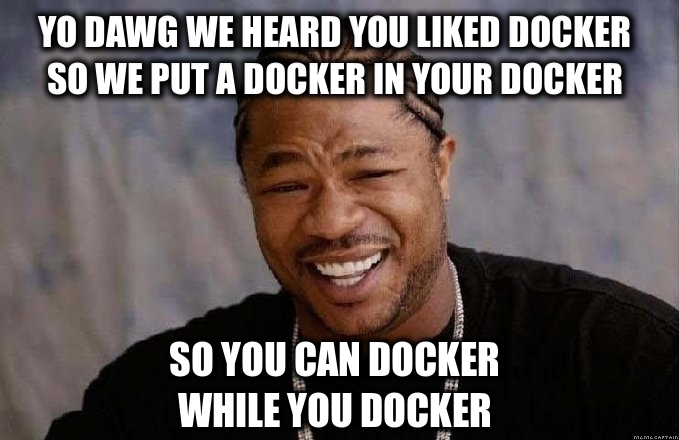 YO DAWG WE HEARD YOU LIKED DOCKER
SO WE PUT A DOCKER IN YOUR DOCKER
SO YOU CAN DOCKER
WHILE YOU DOCKER
MEMECAPTAIN